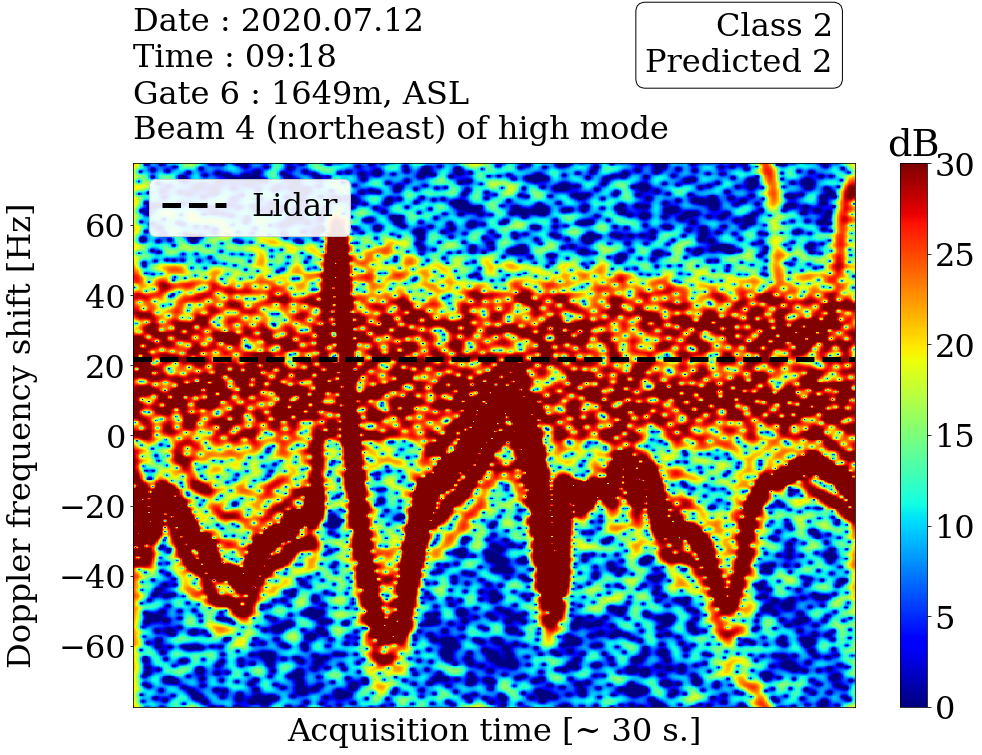 Date : 2020.07.12
Time : 09:18
Gate 6 : 1649m, ASL
Beam 4 (northeast) of high mode
Class 2
Predicted 2
dB
Lidar
Doppler frequency shift [Hz]
60
40
20
0
−20
−40
−60
30
25
20
15
10
5
0
Acquisition time [~ 30 s.]